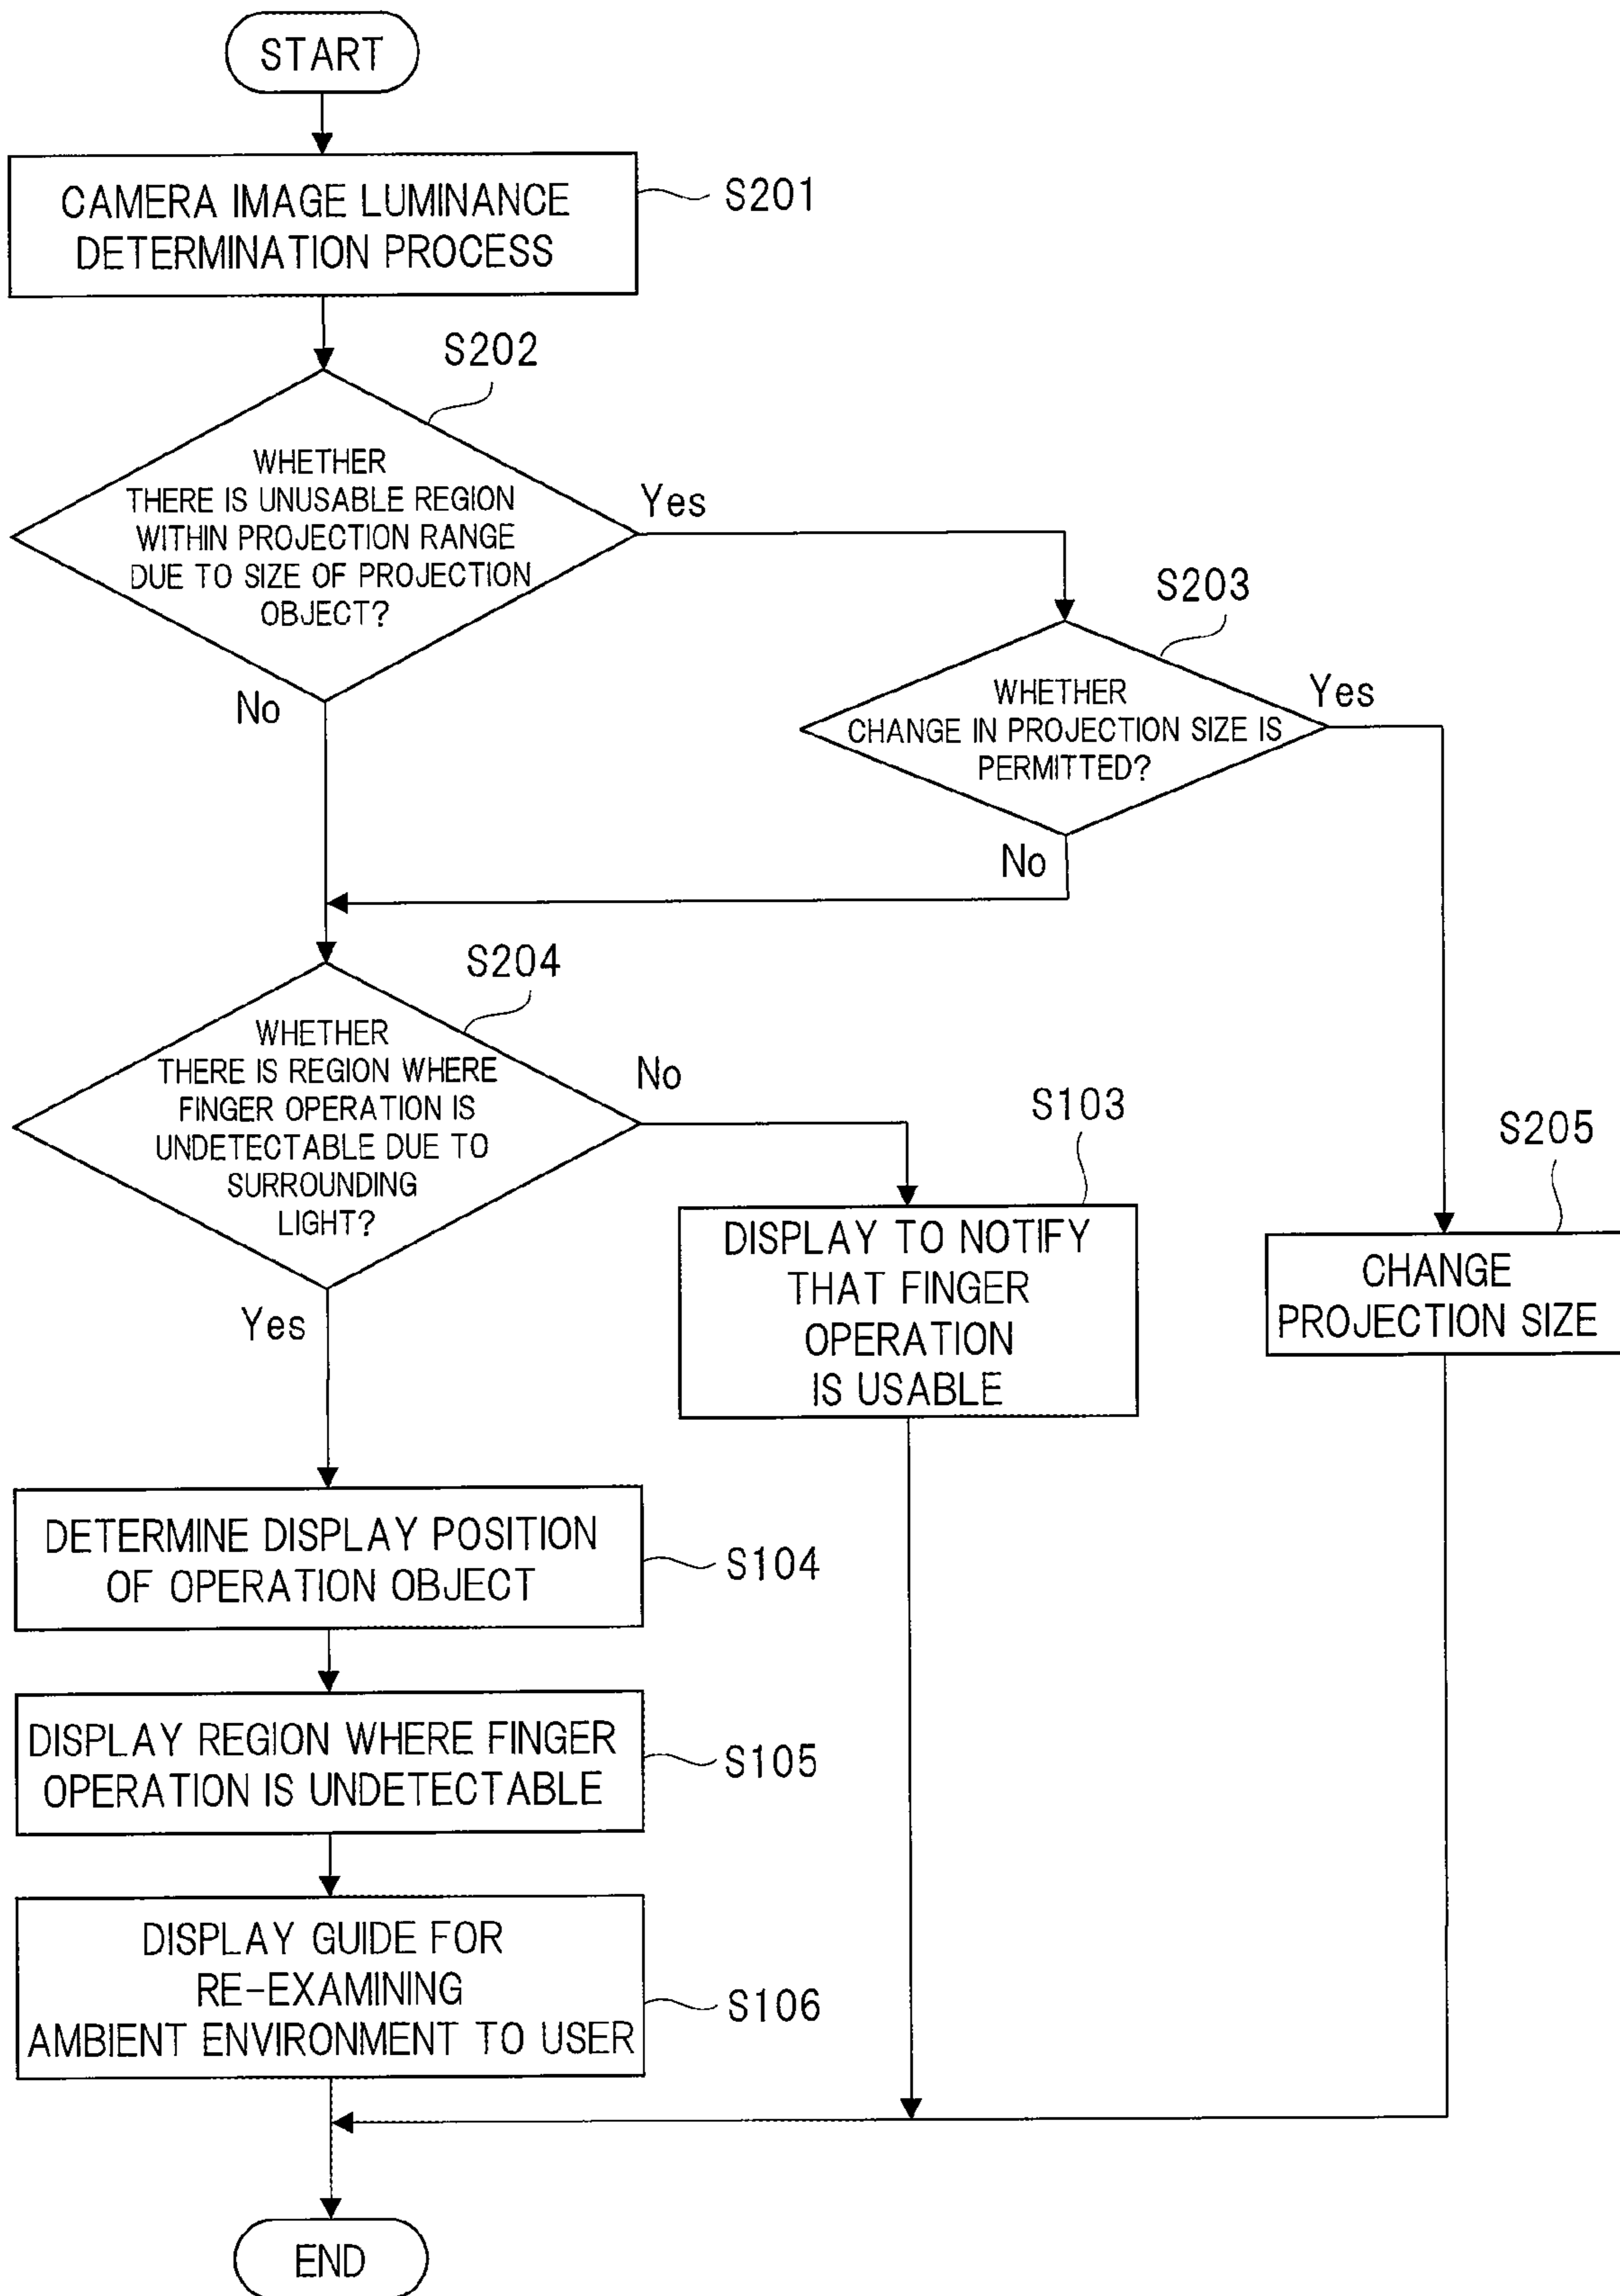 START
CAMERA IMAGE LUMINANCE
DETERMINATION PROCESS
S201
S202
WHETHER
THERE IS UNUSABLE REGION
WITHIN PROJECTION RANGE
DUE TO SIZE OF PROJECTION
OBJECT?
Yes
No
S203
WHETHER
CHANGE IN PROJECTION SIZE IS
PERMITTED?
Yes
No
S204
WHETHER
THERE IS REGION WHERE
FINGER OPERATION IS
UNDETECTABLE DUE TO
SURROUNDING
LIGHT?
No
Yes
S103
DISPLAY TO NOTIFY
THAT FINGER
OPERATION
IS USABLE
S205
CHANGE
PROJECTION SIZE
DETERMINE DISPLAY POSITION
OF OPERATION OBJECT
S104
DISPLAY REGION WHERE FINGER
OPERATION IS UNDETECTABLE
S105
DISPLAY GUIDE FOR
RE-EXAMINING
AMBIENT ENVIRONMENT TO USER
S106
END